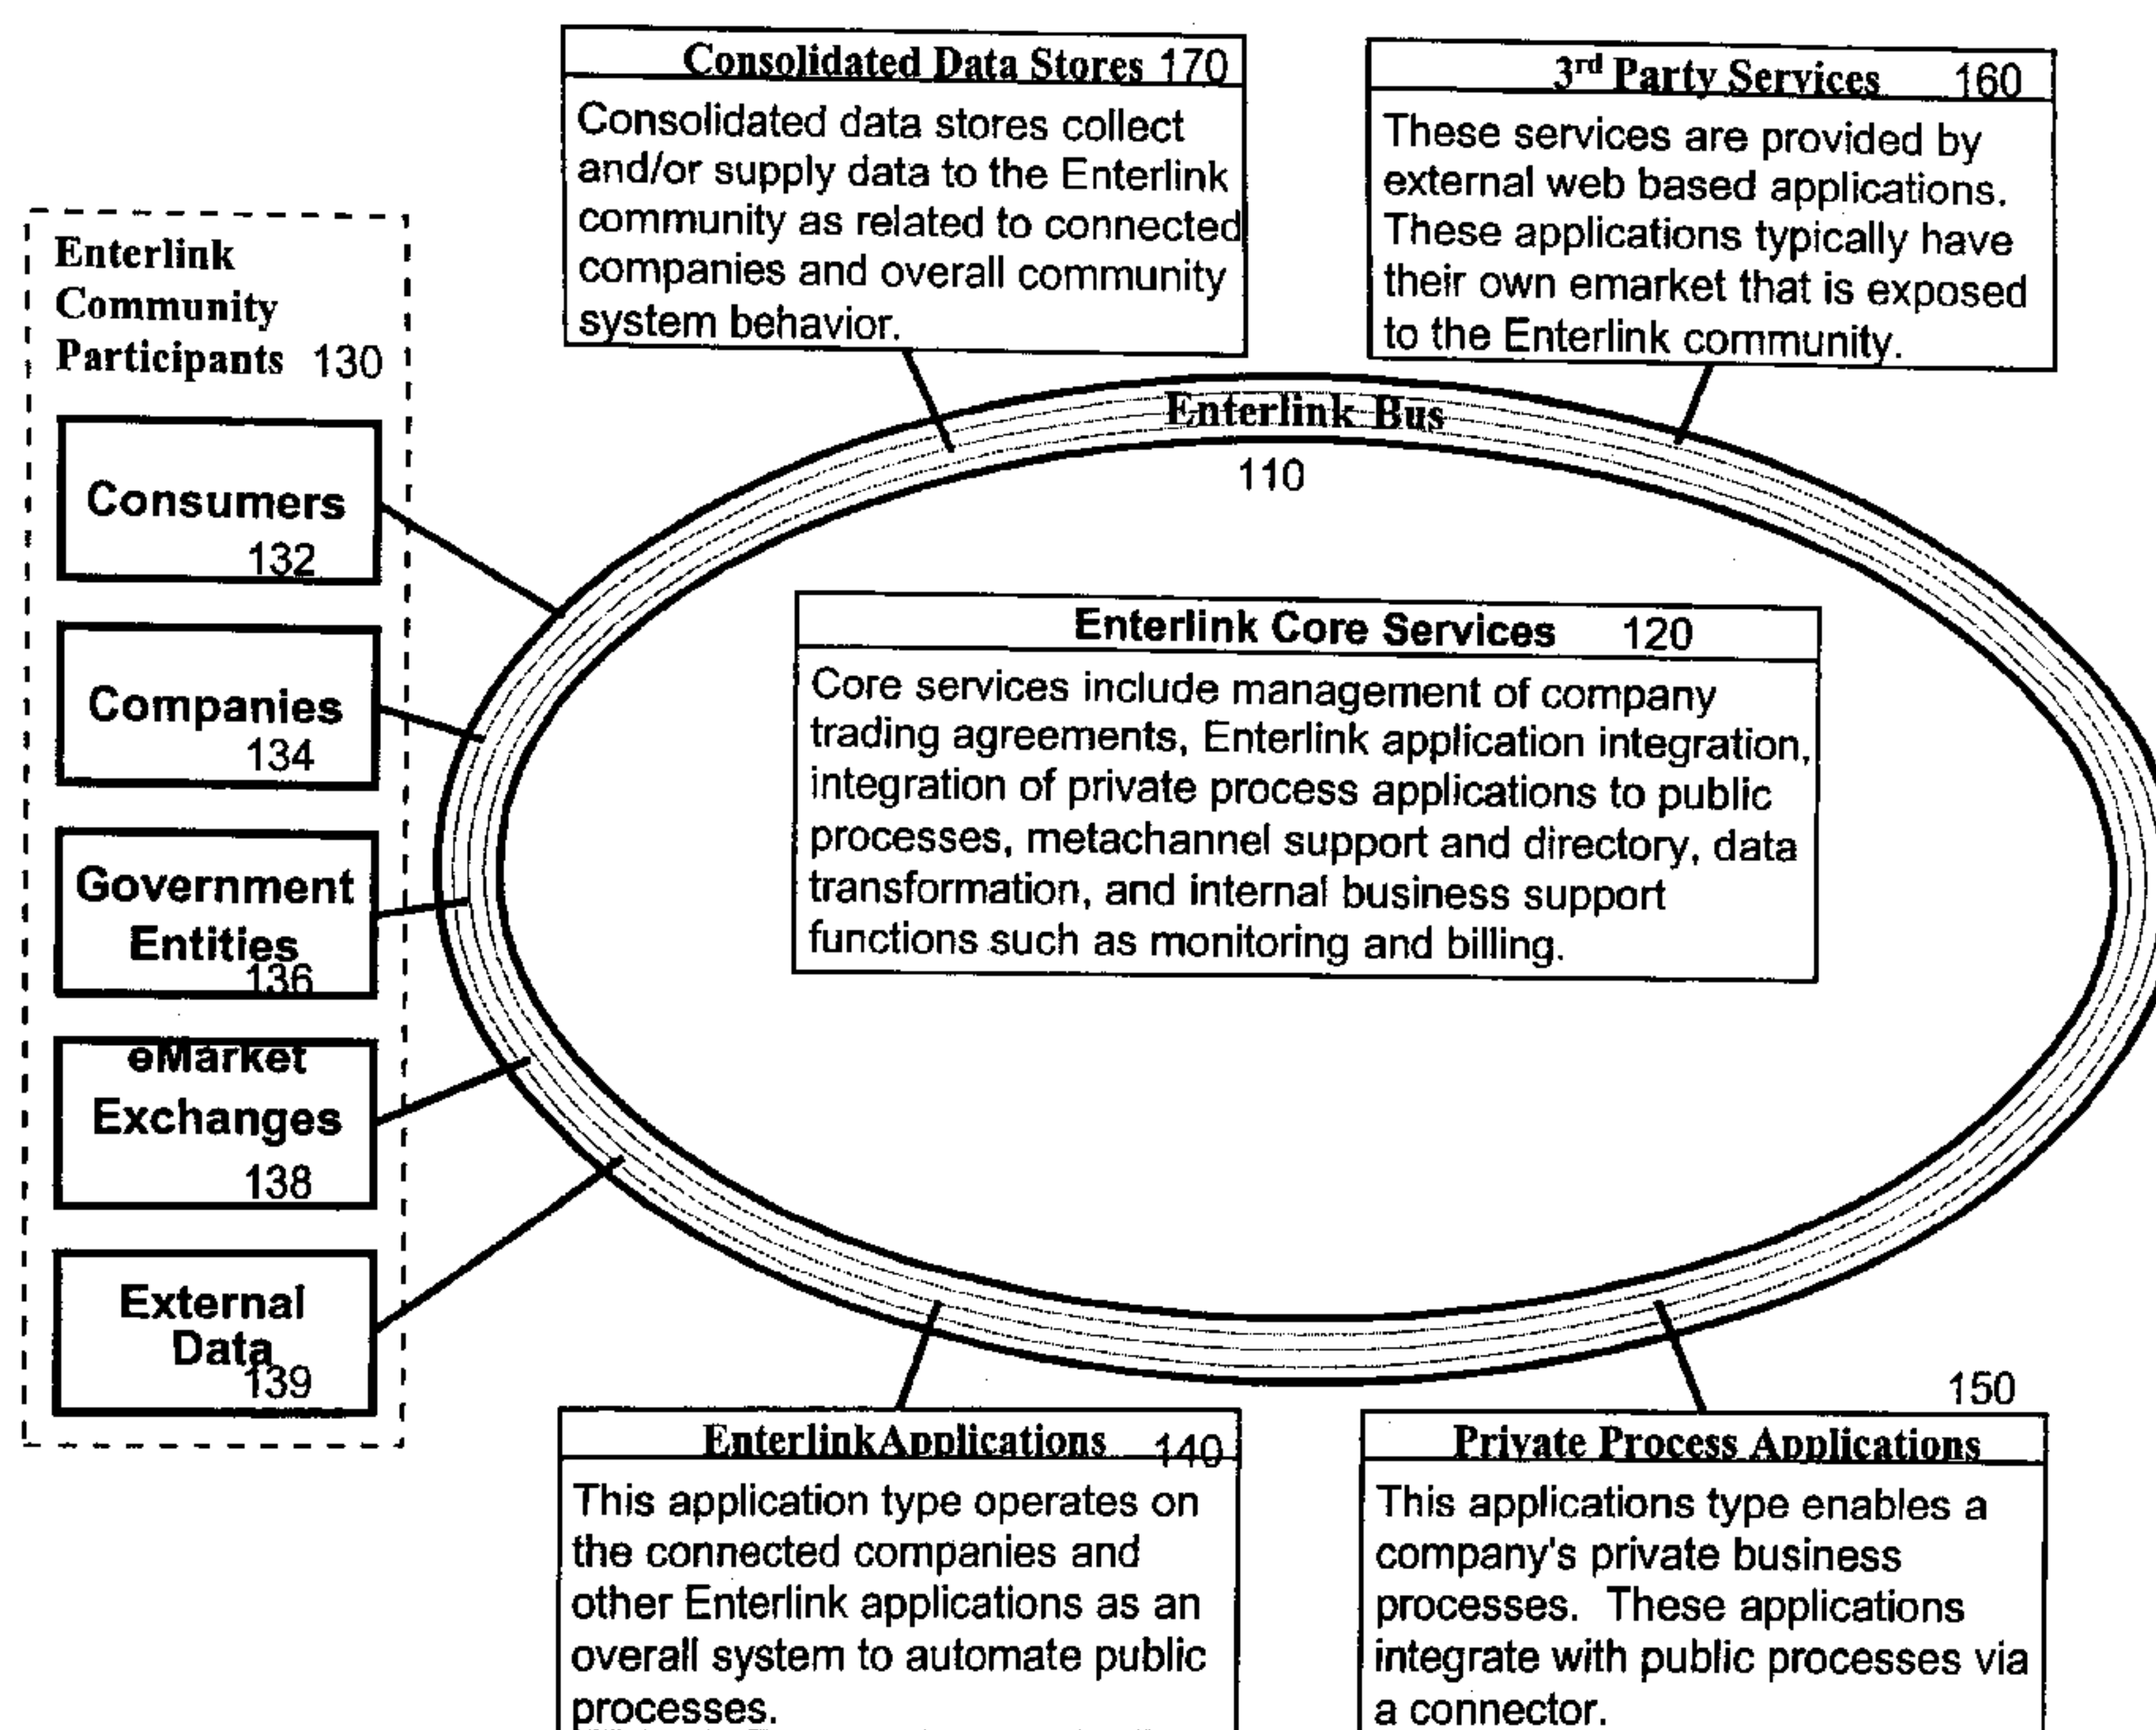 Consolidated Data Stores 170
Consolidated data stores collect
and/or supply data to the Enterlink
community as related to connected
companies and overall community
system behavior.
3rd Party Services 160
These services are provided by
external web based applications.
These applications typically have
their own emarket that is exposed
to the Enterlink community.
Enterlink
Community
Participants 130
Consumers
132
Companies
134
Government
Entities
136
eMarket
Exchanges
138
External
Data
139
Enterlink Bus
110
Enterlink Core Services 120
Core services include management of company
trading agreements, Enterlink application integration,
integration of private process applications to public
processes, metachannel support and directory, data
transformation, and internal business support
functions such as monitoring and billing.
EnterlinkApplications 140
This application type operates on
the connected companies and
other Enterlink applications as an
overall system to automate public
processes.
150
Private Process Applications
This applications type enables a
company's private business
processes. These applications
integrate with public processes via
a connector.